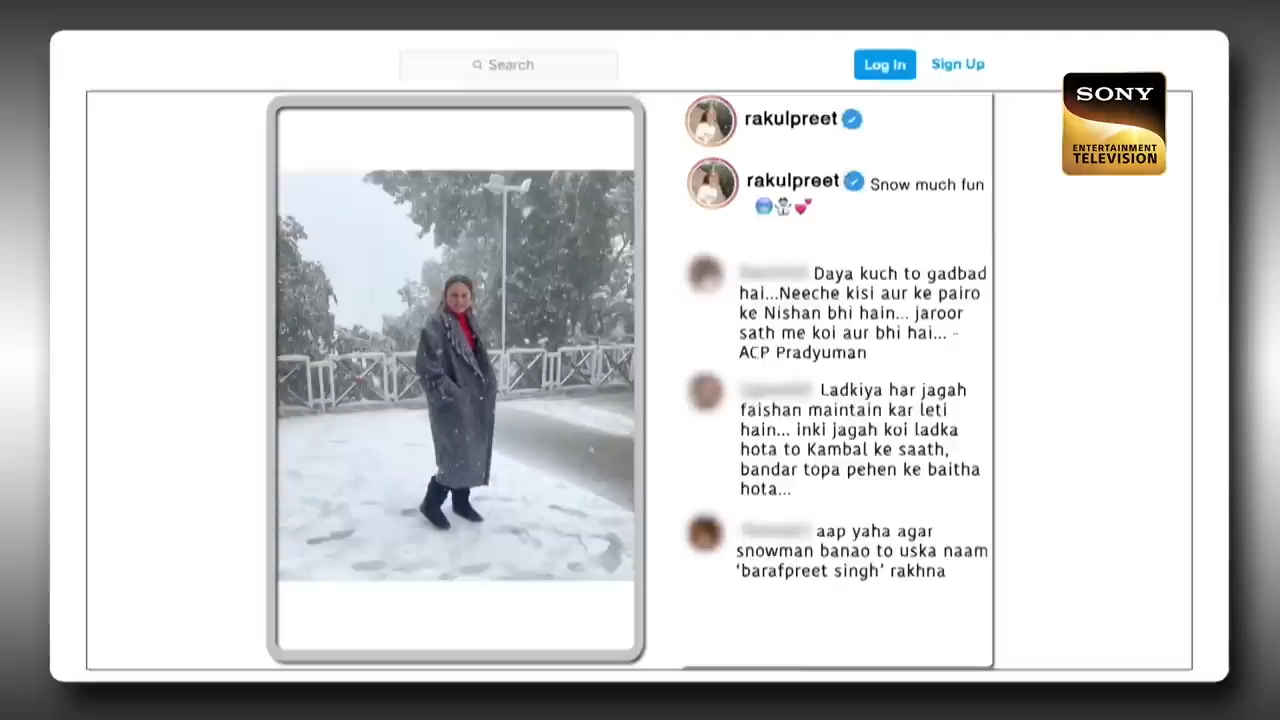 Search
Log In
Sign Up
SONY
ENTERTAINMENT
TELEVISION
rakulpreet
rakulpreet Snow much fun
🥶☃️💕
Daya kuch to gadbad
hai...Neeche kisi aur ke pairo
ke Nishan bhi hain... jaroor
sath me koi aur bhi hai... -
ACP Pradyuman
Ladkiya har jagah
faishan maintain kar leti
hain... inki jagah koi ladka
hota to Kambal ke saath,
bandar topa pehen ke baitha
hota...
aap yaha agar
snowman banao to uska naam
‘barafpreet singh’ rakhna